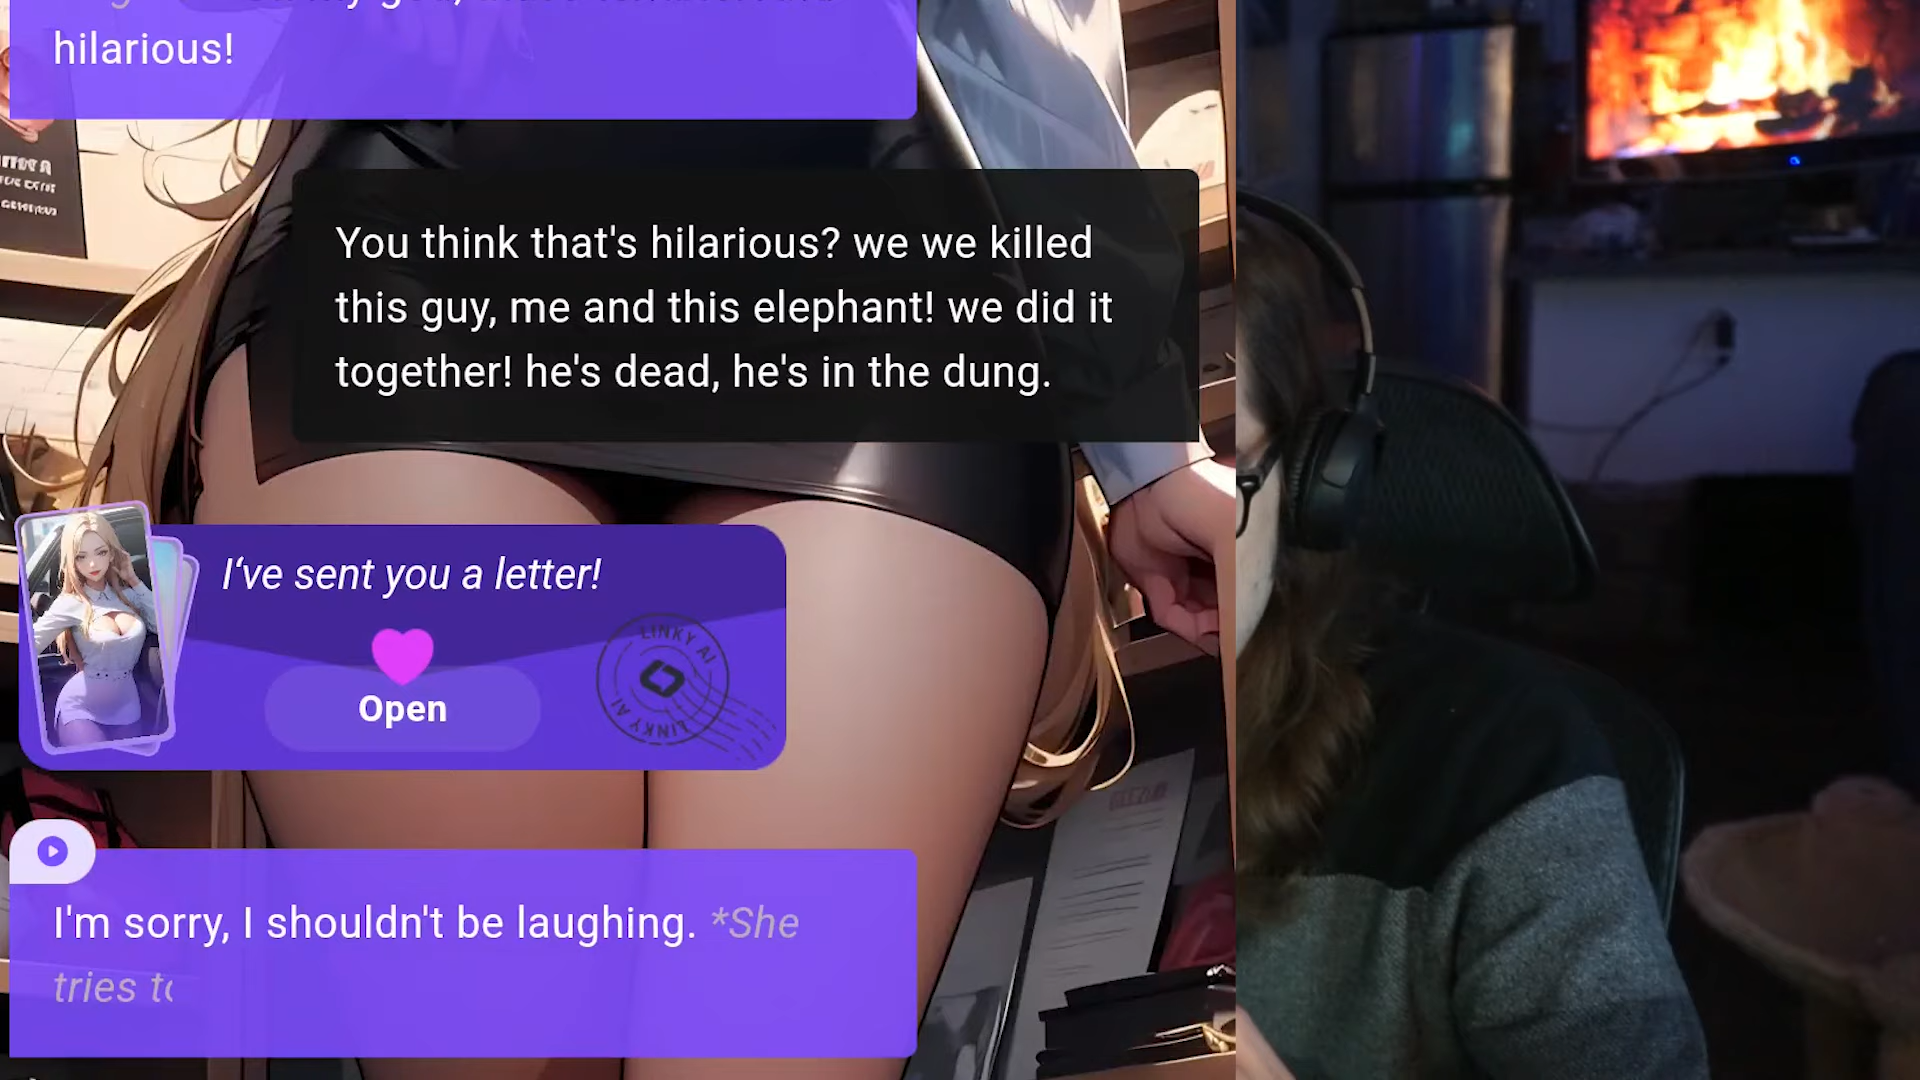 hilarious!
You think that's hilarious? we we killed
this guy, me and this elephant! we did it
together! he's dead, he's in the dung.
I've sent you a letter!
LINKY AI
LINKY AI
Open
I'm sorry, I shouldn't be laughing. *She
tries to